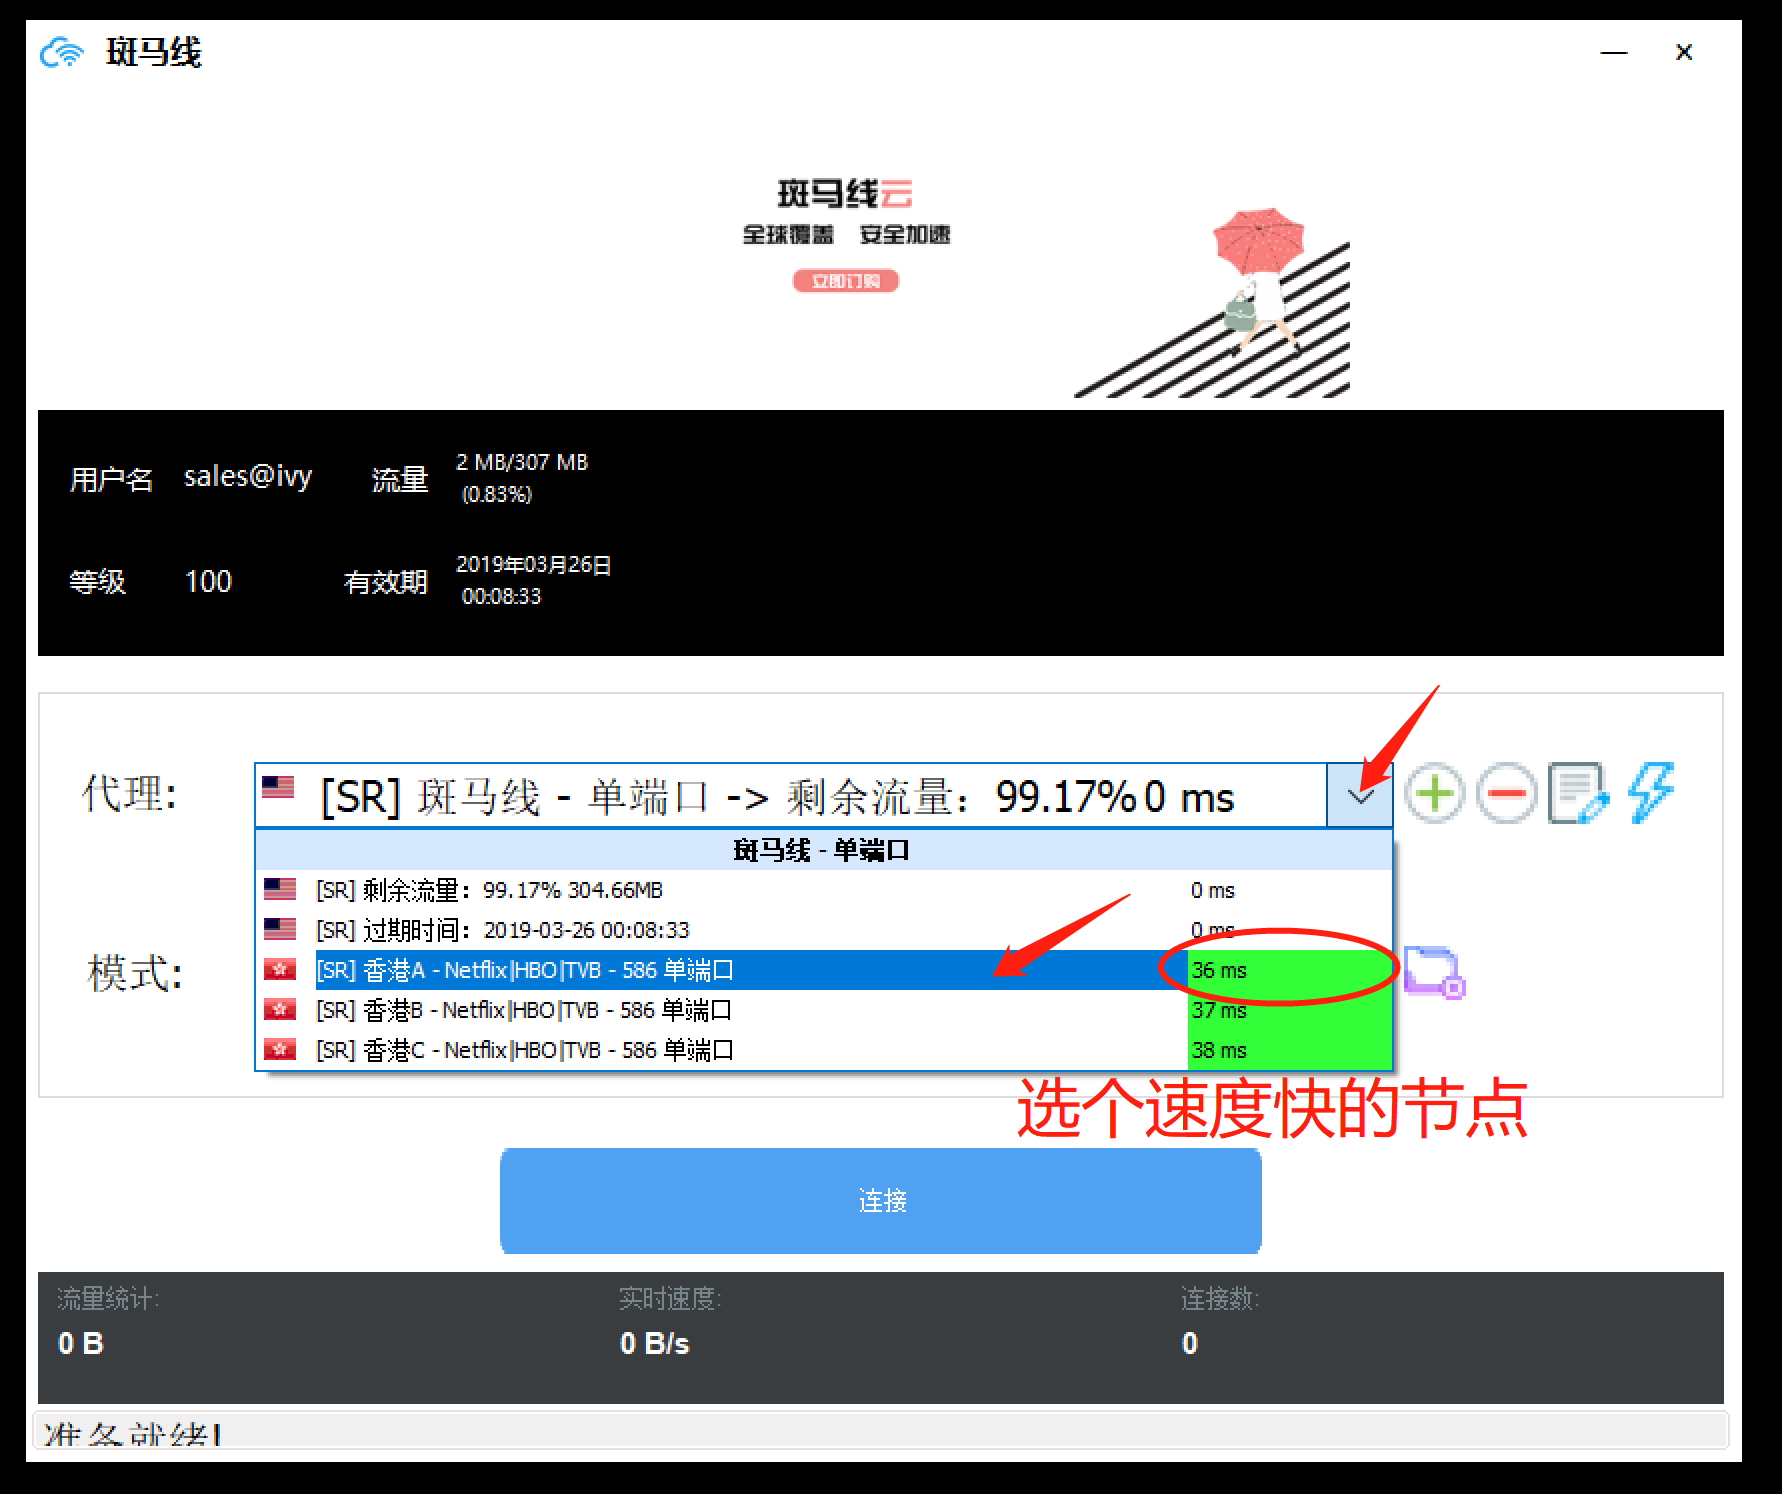 斑马线
斑马线云
全球覆盖 安全加速
立即订购
用户名 sales@ivy 流量 2 MB/307 MB
(0.83%)
等级 100 有效期 2019年03月26日
00:08:33
代理: [SR] 斑马线 - 单端口 -> 剩余流量：99.17% 0 ms
斑马线 - 单端口
[SR] 剩余流量：99.17% 304.66MB 0 ms
[SR] 过期时间：2019-03-26 00:08:33 0 ms
模式:
[SR] 香港A - Netflix|HBO|TVB - 586 单端口 36 ms
[SR] 香港B - Netflix|HBO|TVB - 586 单端口 37 ms
[SR] 香港C - Netflix|HBO|TVB - 586 单端口 38 ms
选个速度快的节点
连接
流量统计: 实时速度: 连接数:
0 B 0 B/s 0
准备就绪!